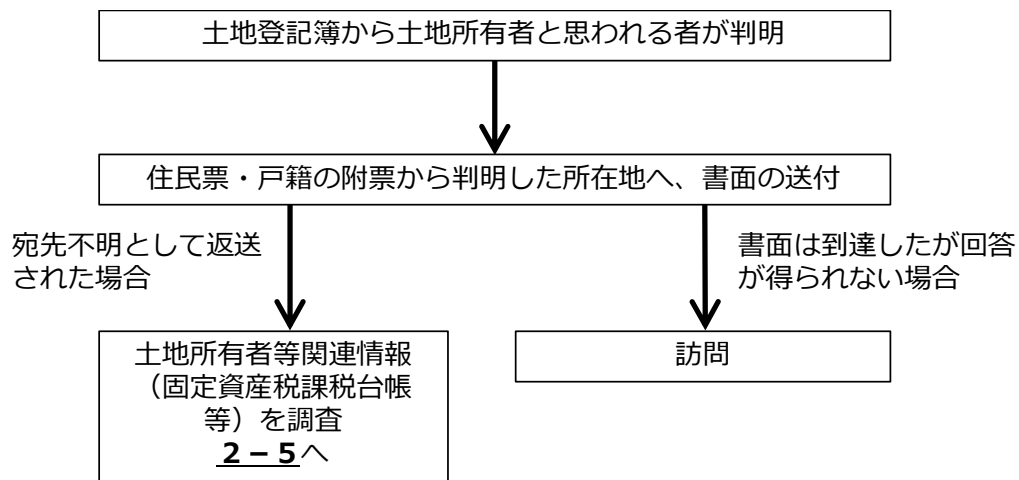 土地登記簿から土地所有者と思われる者が判明
住民票・戸籍の附票から判明した所在地へ、書面の送付
宛先不明として返送
された場合
書面は到達したが回答
が得られない場合
土地所有者等関連情報
（固定資産税課税台帳
等）を調査
２－５へ
訪問